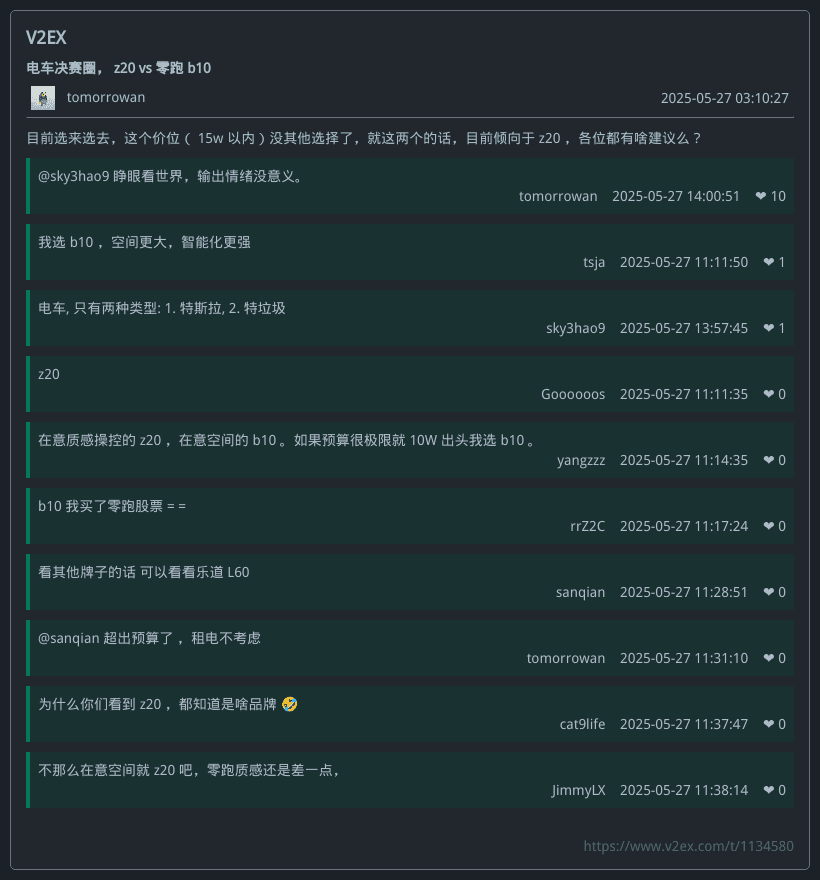 V2EX
电车决赛圈， z20 vs 零跑 b10
tomorrowan 2025-05-27 03:10:27
目前选来选去，这个价位（ 15w 以内 ）没其他选择了，就这两个的话，目前倾向于 z20 ，各位都有啥建议么？
@sky3hao9 睁眼看世界，输出情绪没意义。
tomorrowan 2025-05-27 14:00:51 ❤ 10
我选 b10 ，空间更大，智能化更强
tsja 2025-05-27 11:11:50 ❤ 1
电车, 只有两种类型: 1. 特斯拉, 2. 特垃圾
sky3hao9 2025-05-27 13:57:45 ❤ 1
z20
Goooooos 2025-05-27 11:11:35 ❤ 0
在意质感操控的 z20 ，在意空间的 b10 。如果预算很极限就 10W 出头我选 b10 。
yangzzz 2025-05-27 11:14:35 ❤ 0
b10 我买了零跑股票 = =
rrZ2C 2025-05-27 11:17:24 ❤ 0
看其他牌子的话 可以看看乐道 L60
sanqian 2025-05-27 11:28:51 ❤ 0
@sanqian 超出预算了 ，租电不考虑
tomorrowan 2025-05-27 11:31:10 ❤ 0
为什么你们看到 z20 ，都知道是啥品牌 🤣
cat9life 2025-05-27 11:37:47 ❤ 0
不那么在意空间就 z20 吧，零跑质感还是差一点，
JimmyLX 2025-05-27 11:38:14 ❤ 0
https://www.v2ex.com/t/1134580